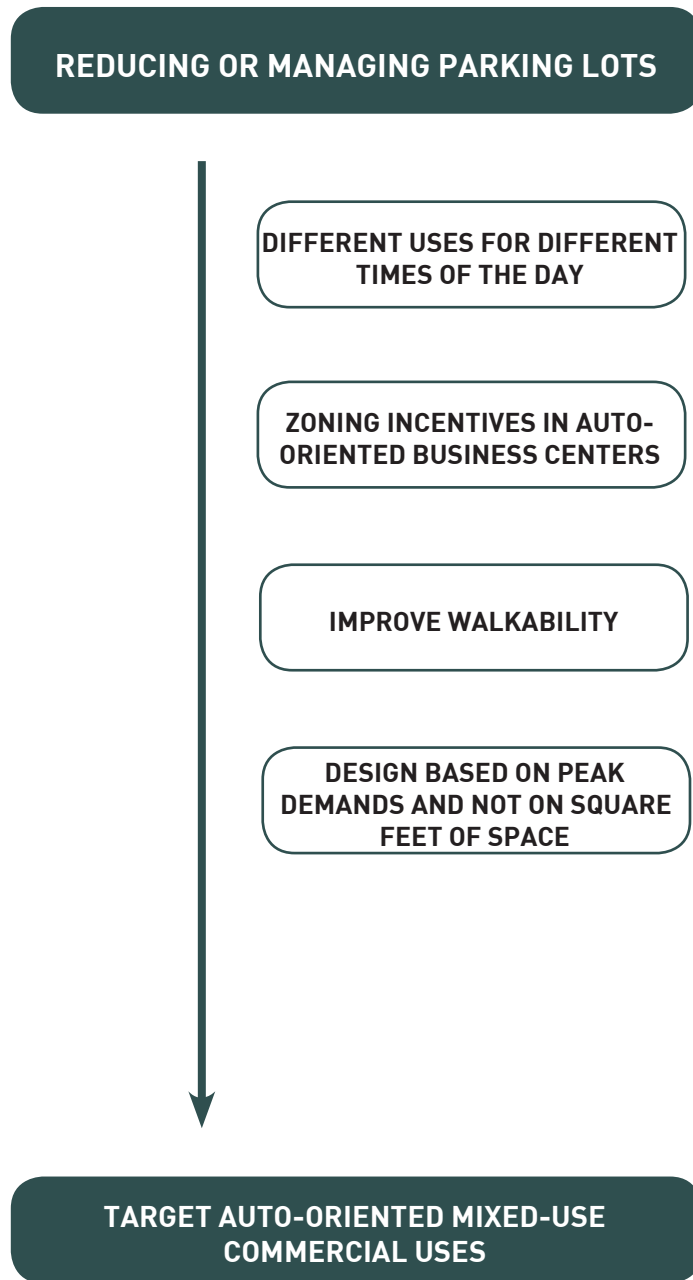 REDUCING OR MANAGING PARKING LOTS
DIFFERENT USES FOR DIFFERENT
TIMES OF THE DAY
ZONING INCENTIVES IN AUTO-
ORIENTED BUSINESS CENTERS
IMPROVE WALKABILITY
DESIGN BASED ON PEAK
DEMANDS AND NOT ON SQUARE
FEET OF SPACE
TARGET AUTO-ORIENTED MIXED-USE
COMMERCIAL USES